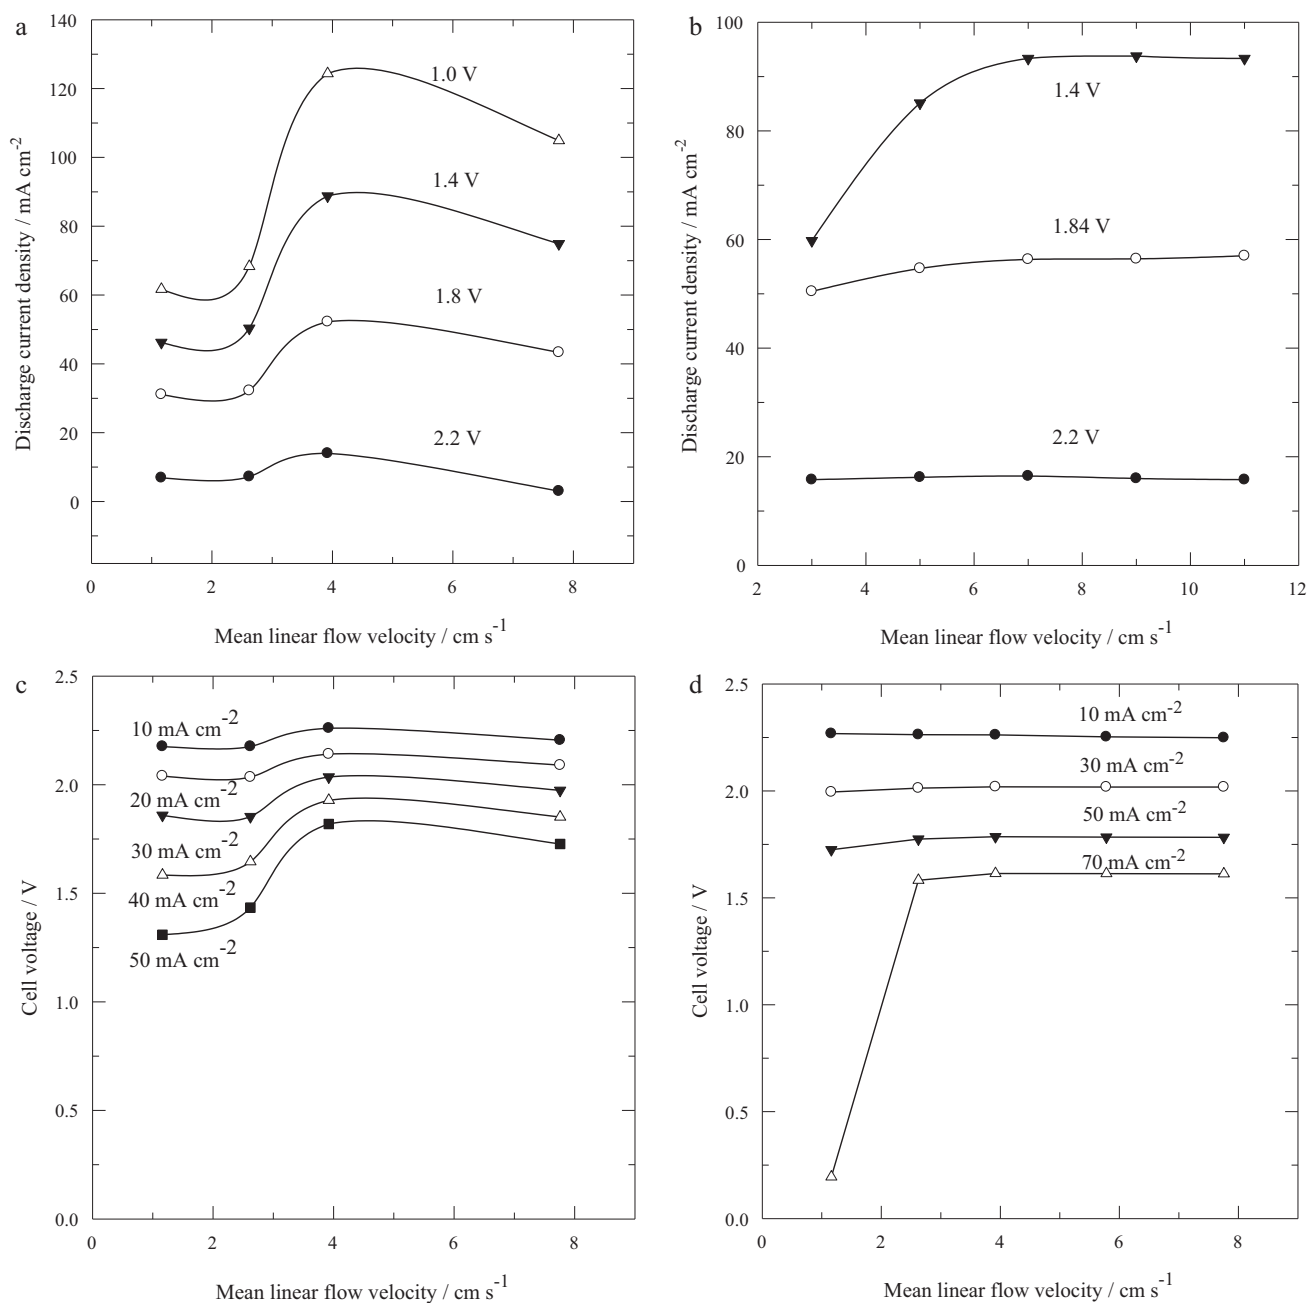 a
140
120
100
80
60
40
20
0
Discharge current density / mA cm-2
1.0 V
1.4 V
1.8 V
2.2 V
0 2 4 6 8
Mean linear flow velocity / cm s-1
b
100
80
60
40
20
0
Discharge current density / mA cm-2
1.4 V
1.84 V
2.2 V
2 4 6 8 10 12
Mean linear flow velocity / cm s-1
c
2.5
2.0
1.5
1.0
0.5
0.0
Cell voltage / V
10 mA cm-2
20 mA cm-2
30 mA cm-2
40 mA cm-2
50 mA cm-2
0 2 4 6 8
Mean linear flow velocity / cm s-1
d
2.5
2.0
1.5
1.0
0.5
0.0
Cell voltage / V
10 mA cm-2
30 mA cm-2
50 mA cm-2
70 mA cm-2
0 2 4 6 8
Mean linear flow velocity / cm s-1